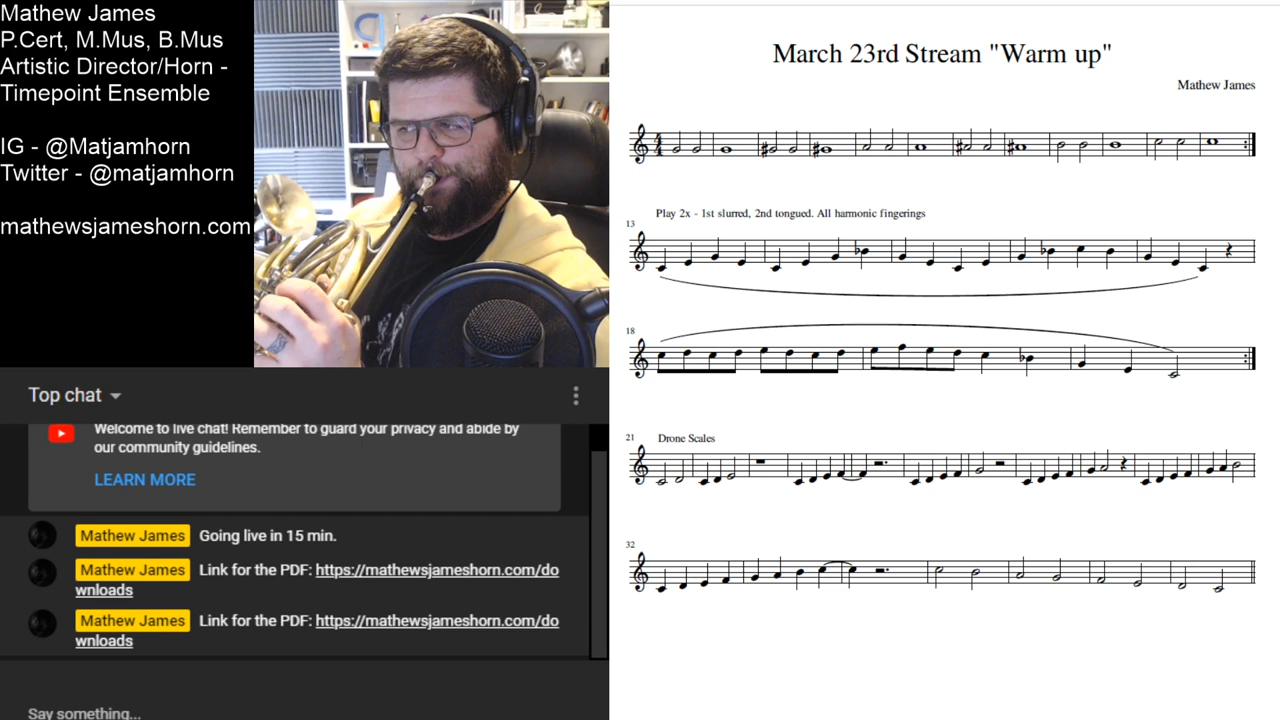 Mathew James
P.Cert, M.Mus, B.Mus
Artistic Director/Horn -
Timepoint Ensemble
IG - @Matjamhorn
Twitter - @matjamhorn
mathewsjameshorn.com
Top chat
Welcome to live chat! Remember to guard your privacy and abide by
our community guidelines.
LEARN MORE
Mathew James Going live in 15 min.
Mathew James Link for the PDF: https://mathewsjameshorn.com/do
wnloads
Mathew James Link for the PDF: https://mathewsjameshorn.com/do
wnloads
Say something...
March 23rd Stream "Warm up"
Mathew James
4
4
13
Play 2x - 1st slurred, 2nd tongued. All harmonic fingerings
18
21
Drone Scales
32